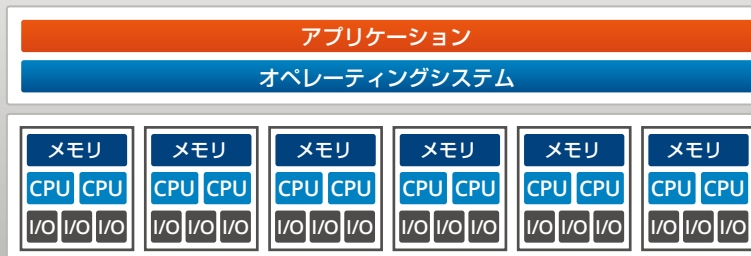 アプリケーション
オペレーティングシステム
メモリ メモリ メモリ メモリ メモリ メモリ
CPU CPU CPU CPU CPU CPU CPU CPU CPU CPU CPU CPU
I/O I/O I/O I/O I/O I/O I/O I/O I/O I/O I/O I/O I/O I/O I/O I/O I/O I/O